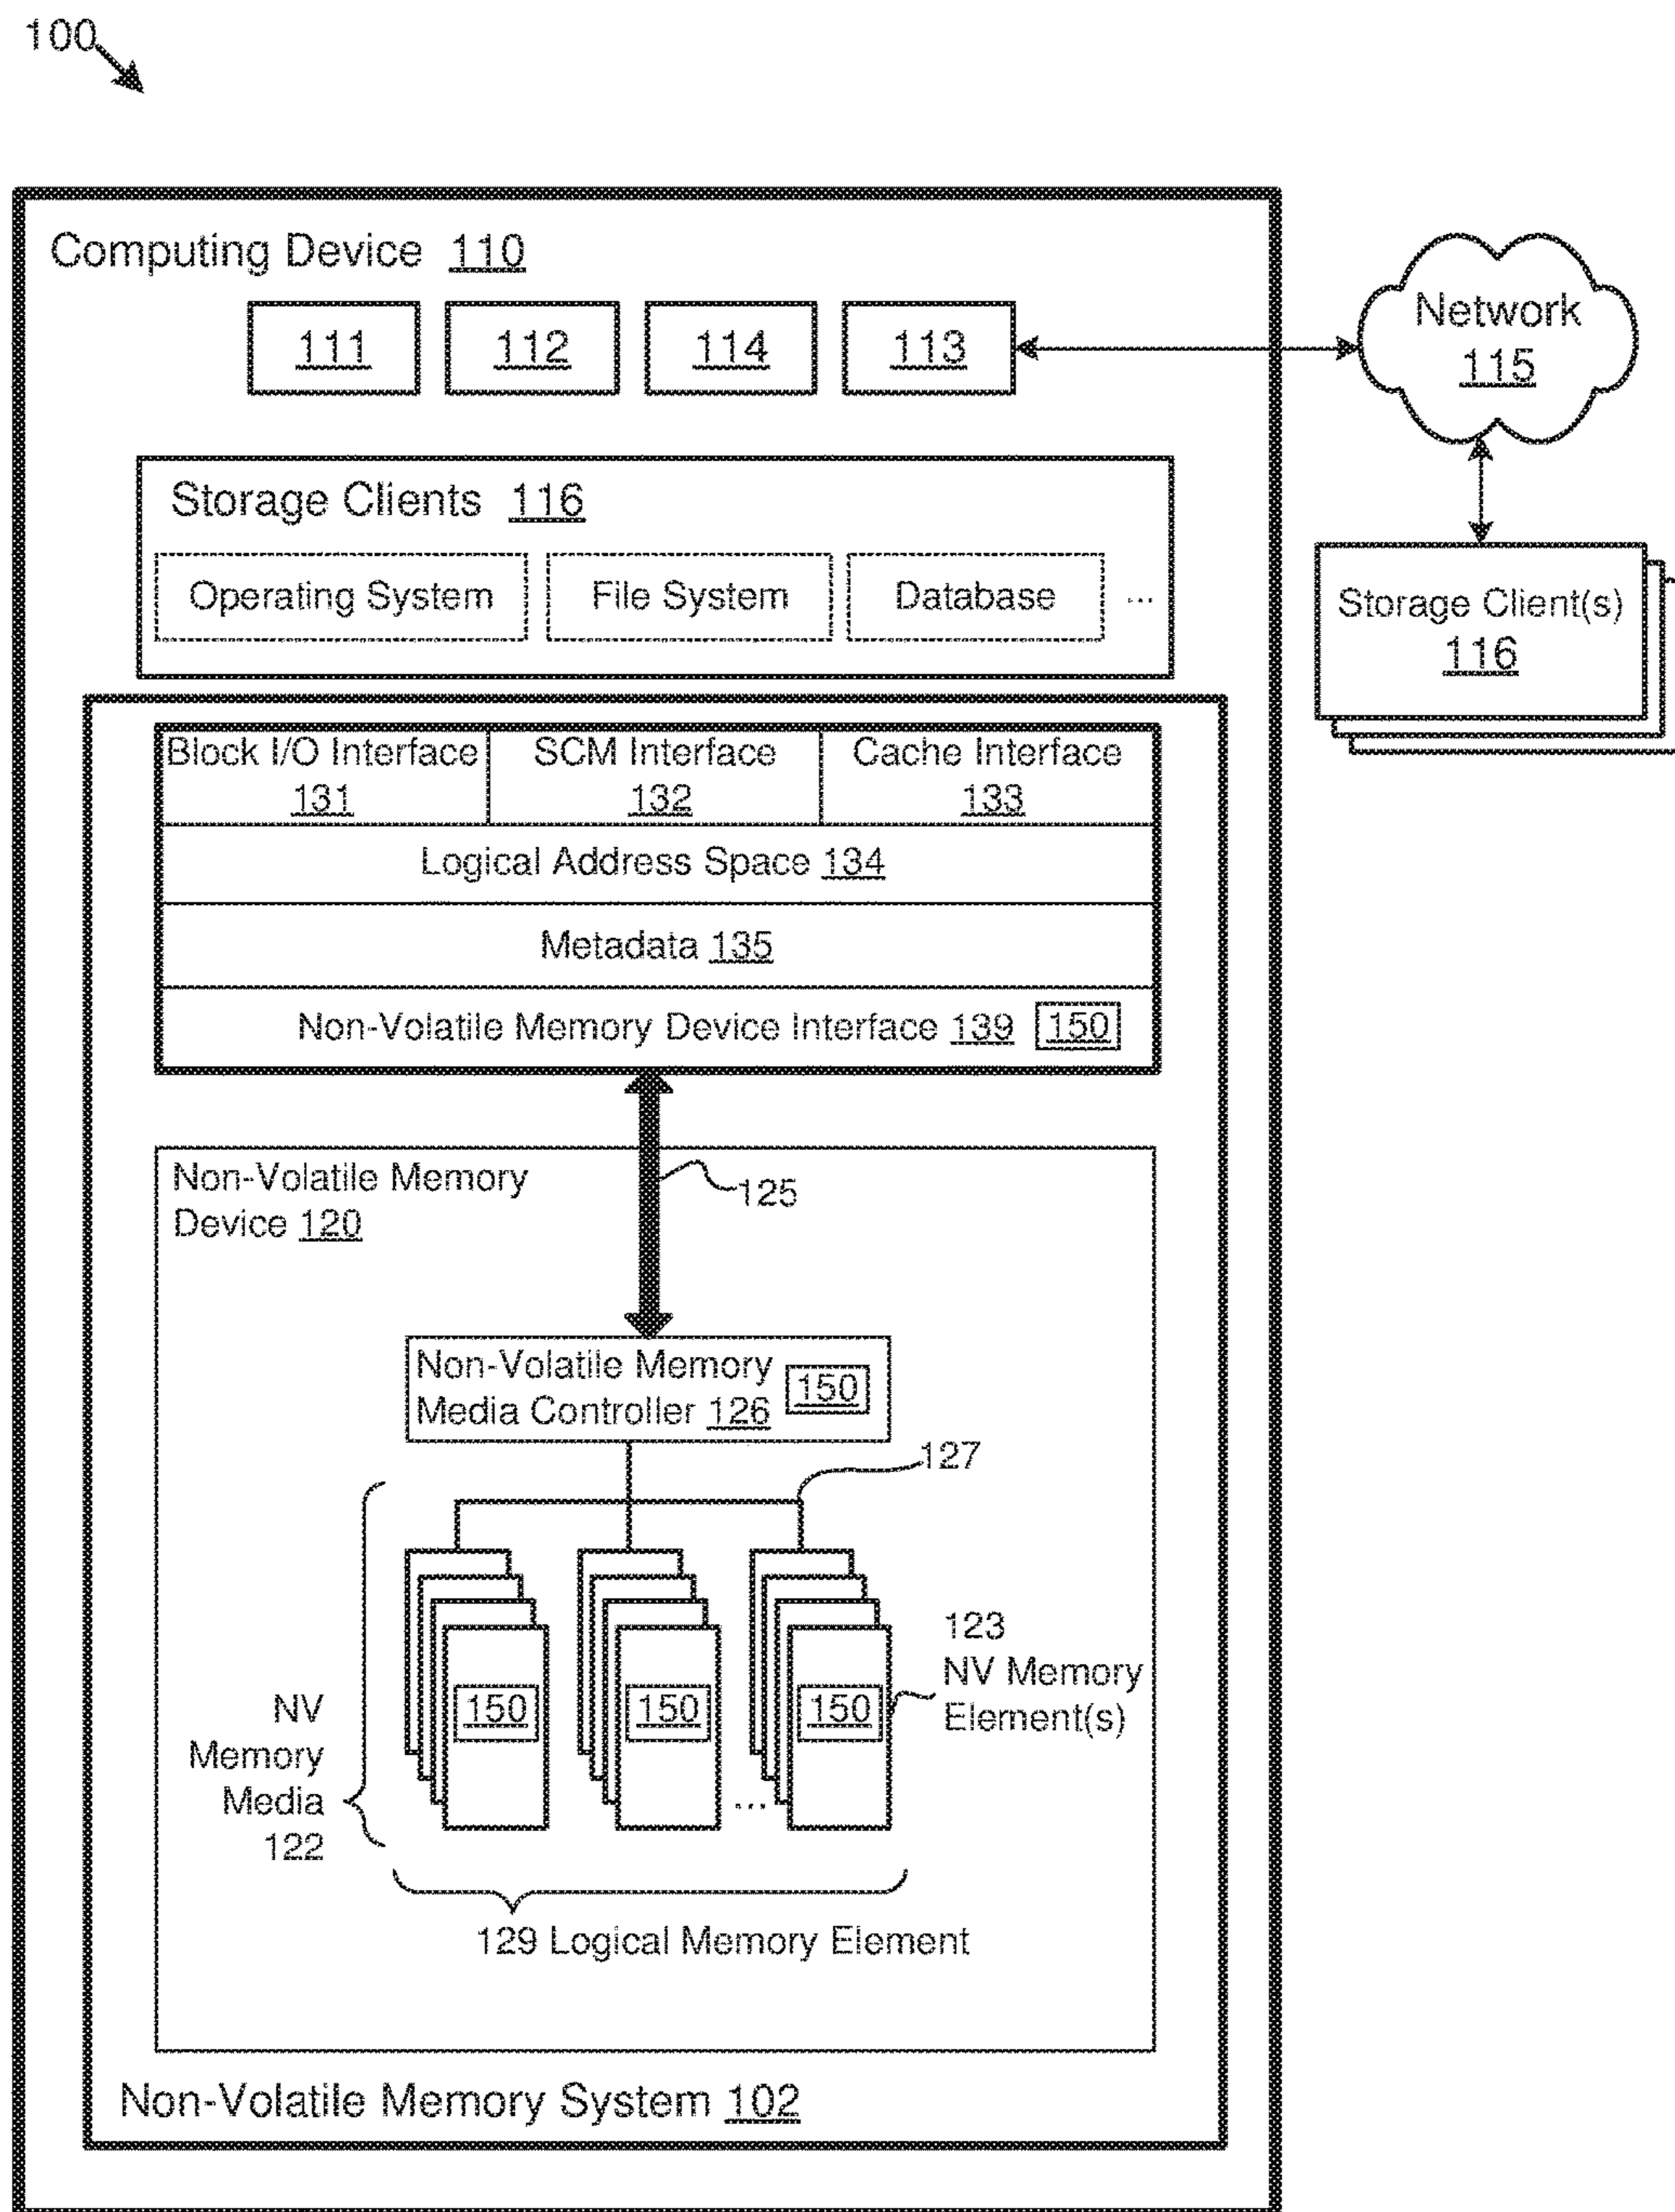 100
Computing Device 110
111 112 114 113
Network
115
Storage Clients 116
Operating System File System Database ...
Storage Client(s)
116
Block I/O Interface
131
SCM Interface
132
Cache Interface
133
Logical Address Space 134
Metadata 135
Non-Volatile Memory Device Interface 139 150
Non-Volatile Memory
Device 120
125
Non-Volatile Memory
Media Controller 126 150
127
NV
Memory
Media
122
150 150 ... 150
123
NV Memory
Element(s)
129 Logical Memory Element
Non-Volatile Memory System 102